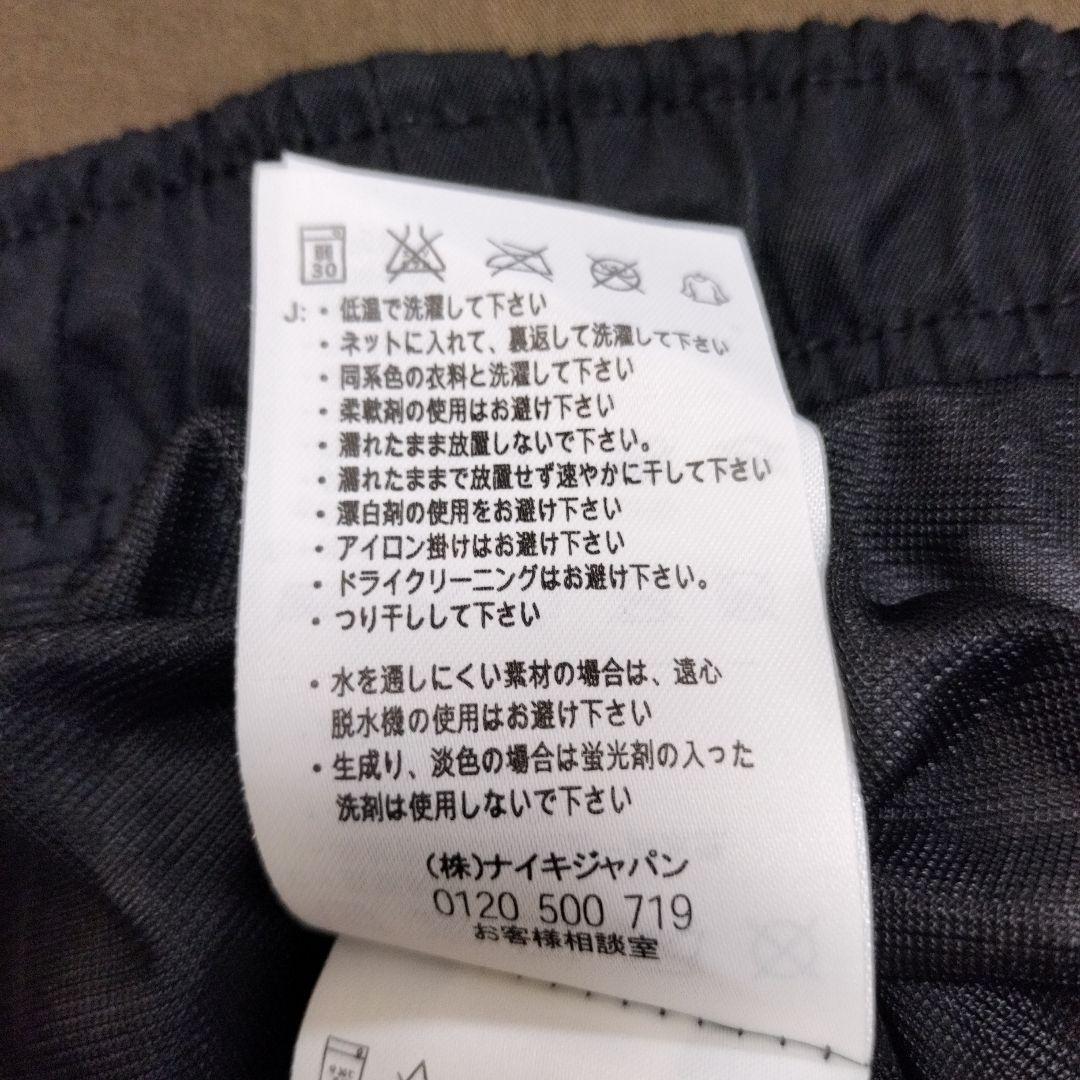 弱
30
J: • 低温で洗濯して下さい
• ネットに入れて、裏返して洗濯して下さい
• 同系色の衣料と洗濯して下さい
• 柔軟剤の使用はお避け下さい
• 濡れたまま放置しないで下さい。
• 濡れたままで放置せず速やかに干して下さい
• 漂白剤の使用をお避け下さい
• アイロン掛けはお避け下さい
• ドライクリーニングはお避け下さい。
• つり干しして下さい
• 水を通しにくい素材の場合は、遠心
脱水機の使用はお避け下さい
• 生成り、淡色の場合は蛍光剤の入った
洗剤は使用しないで下さい
(株)ナイキジャパン
0120 500 719
お客様相談室